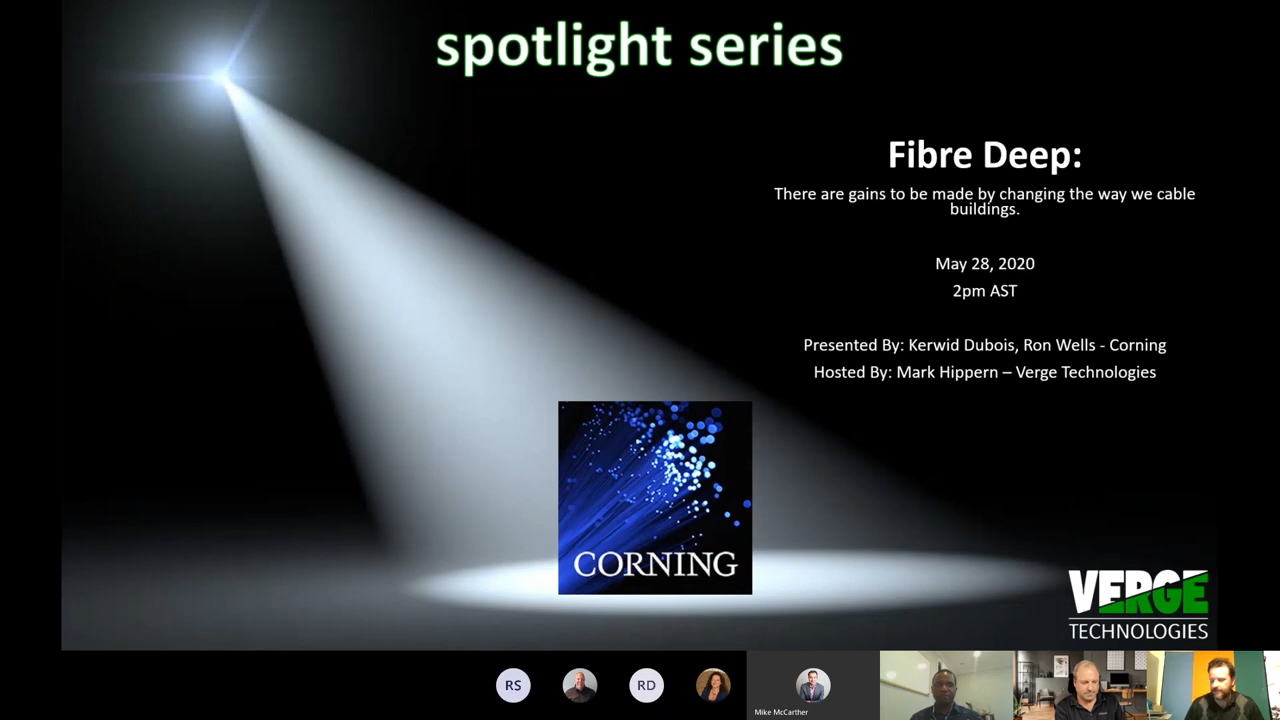 spotlight series
Fibre Deep:
There are gains to be made by changing the way we cable
buildings.
May 28, 2020
2pm AST
Presented By: Kerwid Dubois, Ron Wells - Corning
Hosted By: Mark Hippern – Verge Technologies
CORNING
VERGE
TECHNOLOGIES
RS
RD
Mike McCarther